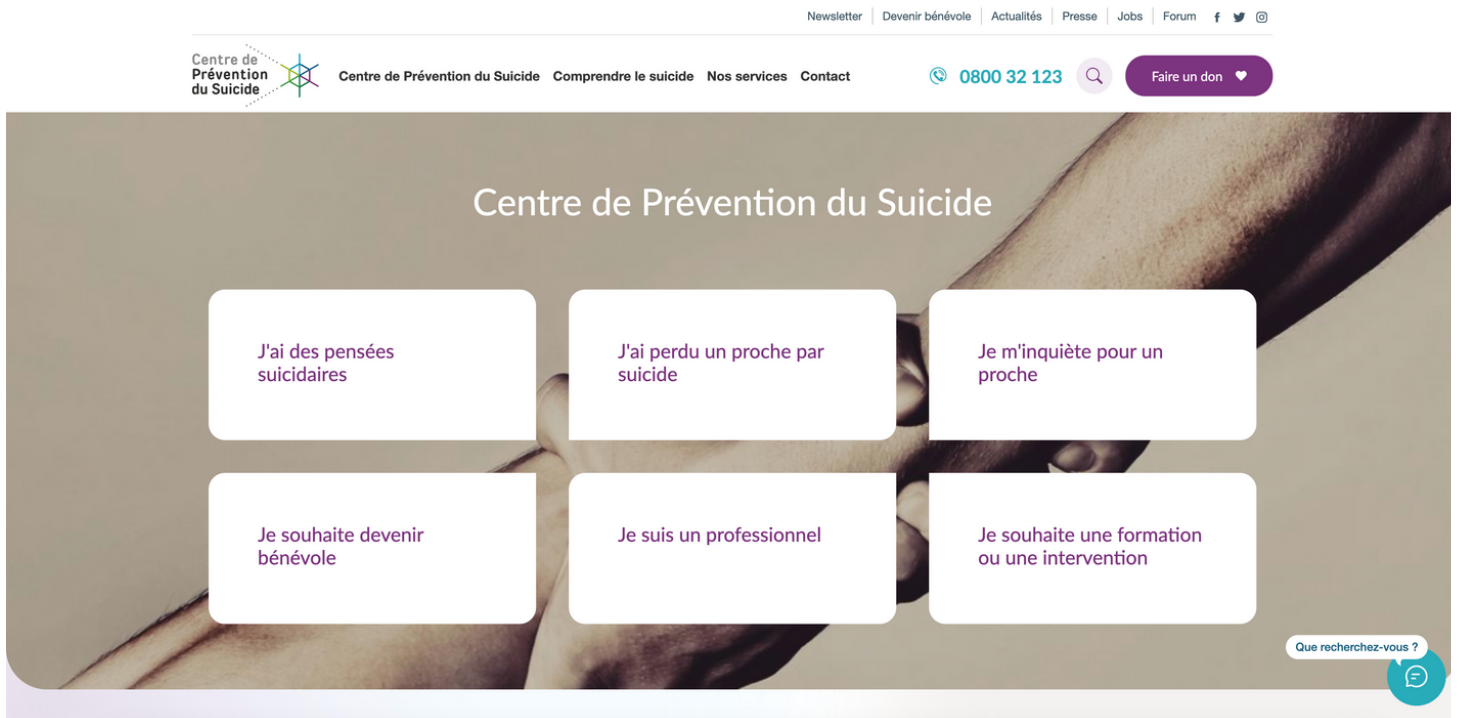 Newsletter Devenir bénévole Actualités Presse Jobs Forum
Centre de
Prévention
du Suicide
Centre de Prévention du Suicide Comprendre le suicide Nos services Contact
0800 32 123
Faire un don
Centre de Prévention du Suicide
J'ai des pensées
suicidaires
J'ai perdu un proche par
suicide
Je m'inquiète pour un
proche
Je souhaite devenir
bénévole
Je suis un professionnel
Je souhaite une formation
ou une intervention
Que recherchez-vous ?